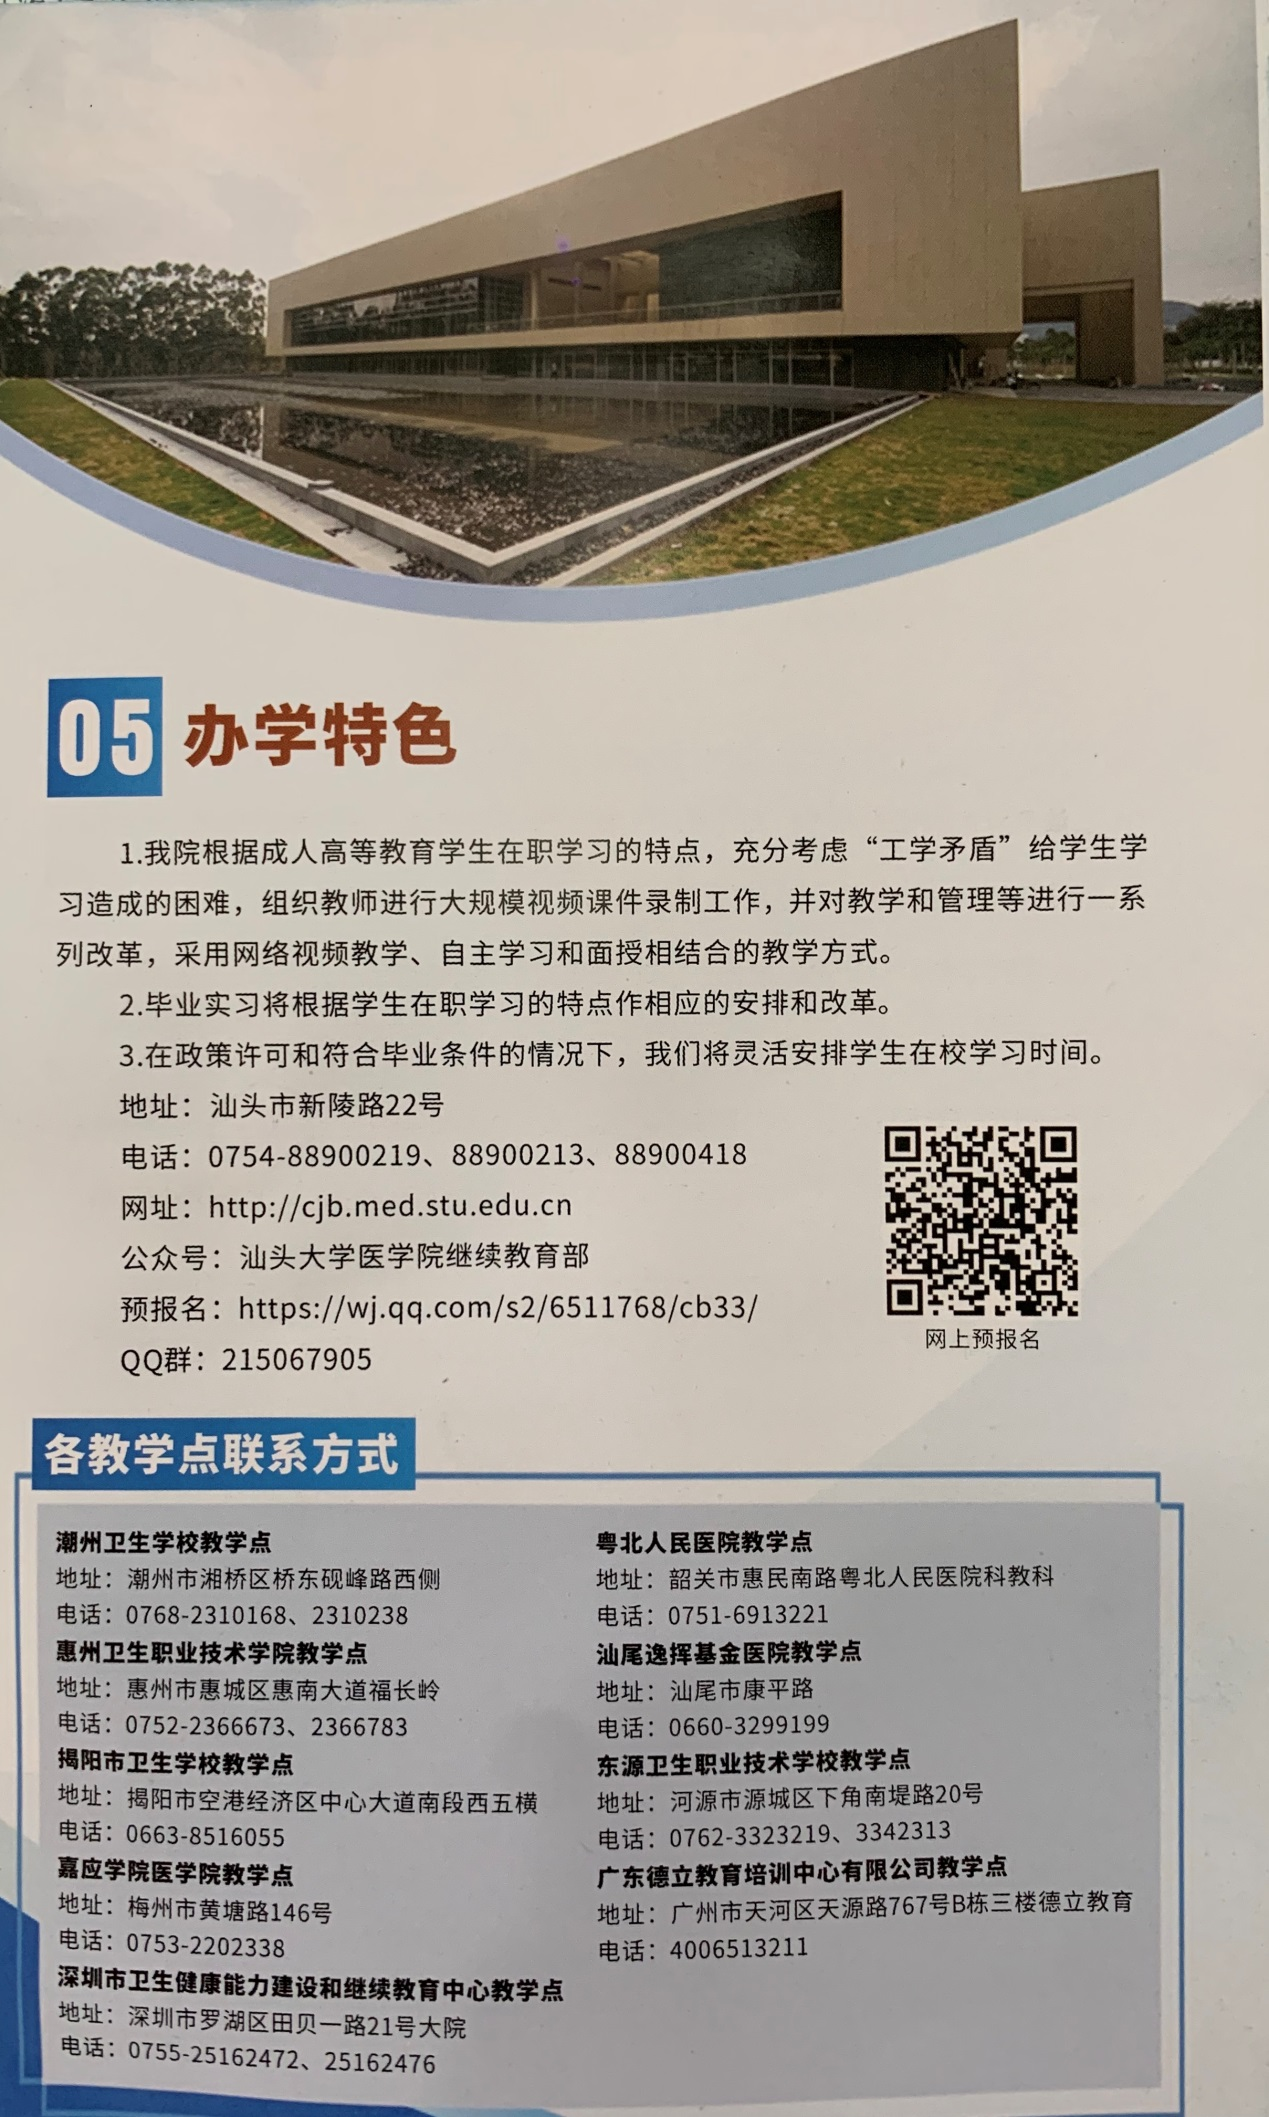 05 办学特色
1.我院根据成人高等教育学生在职学习的特点，充分考虑“工学矛盾”给学生学
习造成的困难，组织教师进行大规模视频课件录制工作，并对教学和管理等进行一系
列改革，采用网络视频教学、自主学习和面授相结合的教学方式。
2.毕业实习将根据学生在职学习的特点作相应的安排和改革。
3.在政策许可和符合毕业条件的情况下，我们将灵活安排学生在校学习时间。
地址：汕头市新陵路22号
电话：0754-88900219、88900213、88900418
网址：http://cjb.med.stu.edu.cn
公众号：汕头大学医学院继续教育部
预报名：https://wj.qq.com/s2/6511768/cb33/
QQ群：215067905
网上预报名
各教学点联系方式
潮州卫生学校教学点
地址：潮州市湘桥区桥东砚峰路西侧
电话：0768-2310168、2310238
惠州卫生职业技术学院教学点
地址：惠州市惠城区惠南大道福长岭
电话：0752-2366673、2366783
揭阳市卫生学校教学点
地址：揭阳市空港经济区中心大道南段西五横
电话：0663-8516055
嘉应学院医学院教学点
地址：梅州市黄塘路146号
电话：0753-2202338
深圳市卫生健康能力建设和继续教育中心教学点
地址：深圳市罗湖区田贝一路21号大院
电话：0755-25162472、25162476
粤北人民医院教学点
地址：韶关市惠民南路粤北人民医院科教科
电话：0751-6913221
汕尾逸挥基金医院教学点
地址：汕尾市康平路
电话：0660-3299199
东源卫生职业技术学校教学点
地址：河源市源城区下角南堤路20号
电话：0762-3323219、3342313
广东德立教育培训中心有限公司教学点
地址：广州市天河区天源路767号B栋三楼德立教育
电话：4006513211